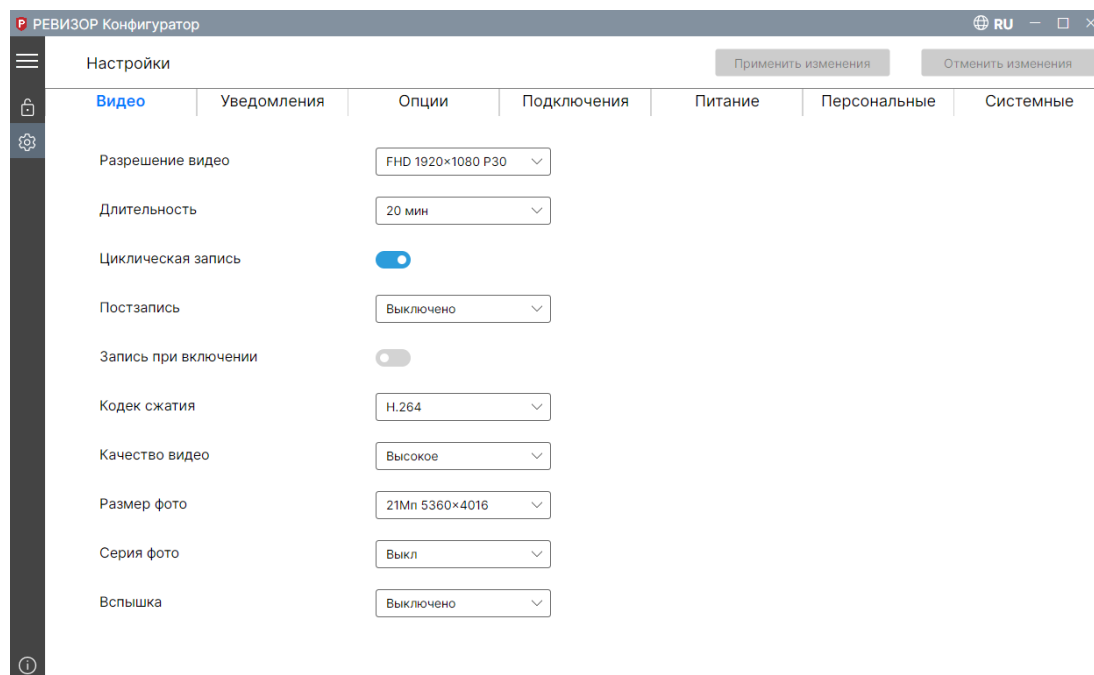 РЕВИЗОР Конфигуратор RU
Настройки Применить изменения Отменить изменения
Видео Уведомления Опции Подключения Питание Персональные Системные
Разрешение видео FHD 1920×1080 P30
Длительность 20 мин
Циклическая запись
Постзапись Выключено
Запись при включении
Кодек сжатия H.264
Качество видео Высокое
Размер фото 21Мп 5360×4016
Серия фото Выкл
Вспышка Выключено